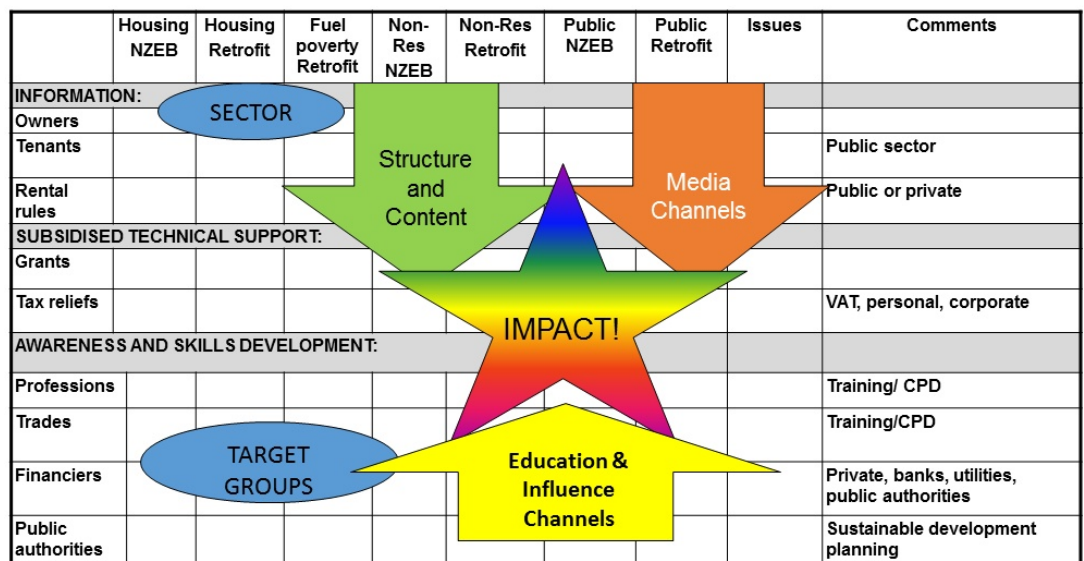 Housing NZEB
Housing Retrofit
Fuel poverty Retrofit
Non-Res NZEB
Non-Res Retrofit
Public NZEB
Public Retrofit
Issues
Comments
INFORMATION:
SECTOR
Owners
Tenants
Public sector
Structure
and
Content
Media
Channels
Rental
rules
Public or private
SUBSIDISED TECHNICAL SUPPORT:
Grants
Tax reliefs
VAT, personal, corporate
IMPACT!
AWARENESS AND SKILLS DEVELOPMENT:
Professions
Training/ CPD
Trades
Training/CPD
TARGET
GROUPS
Education &
Influence
Channels
Financiers
Private, banks, utilities,
public authorities
Public
authorities
Sustainable development
planning